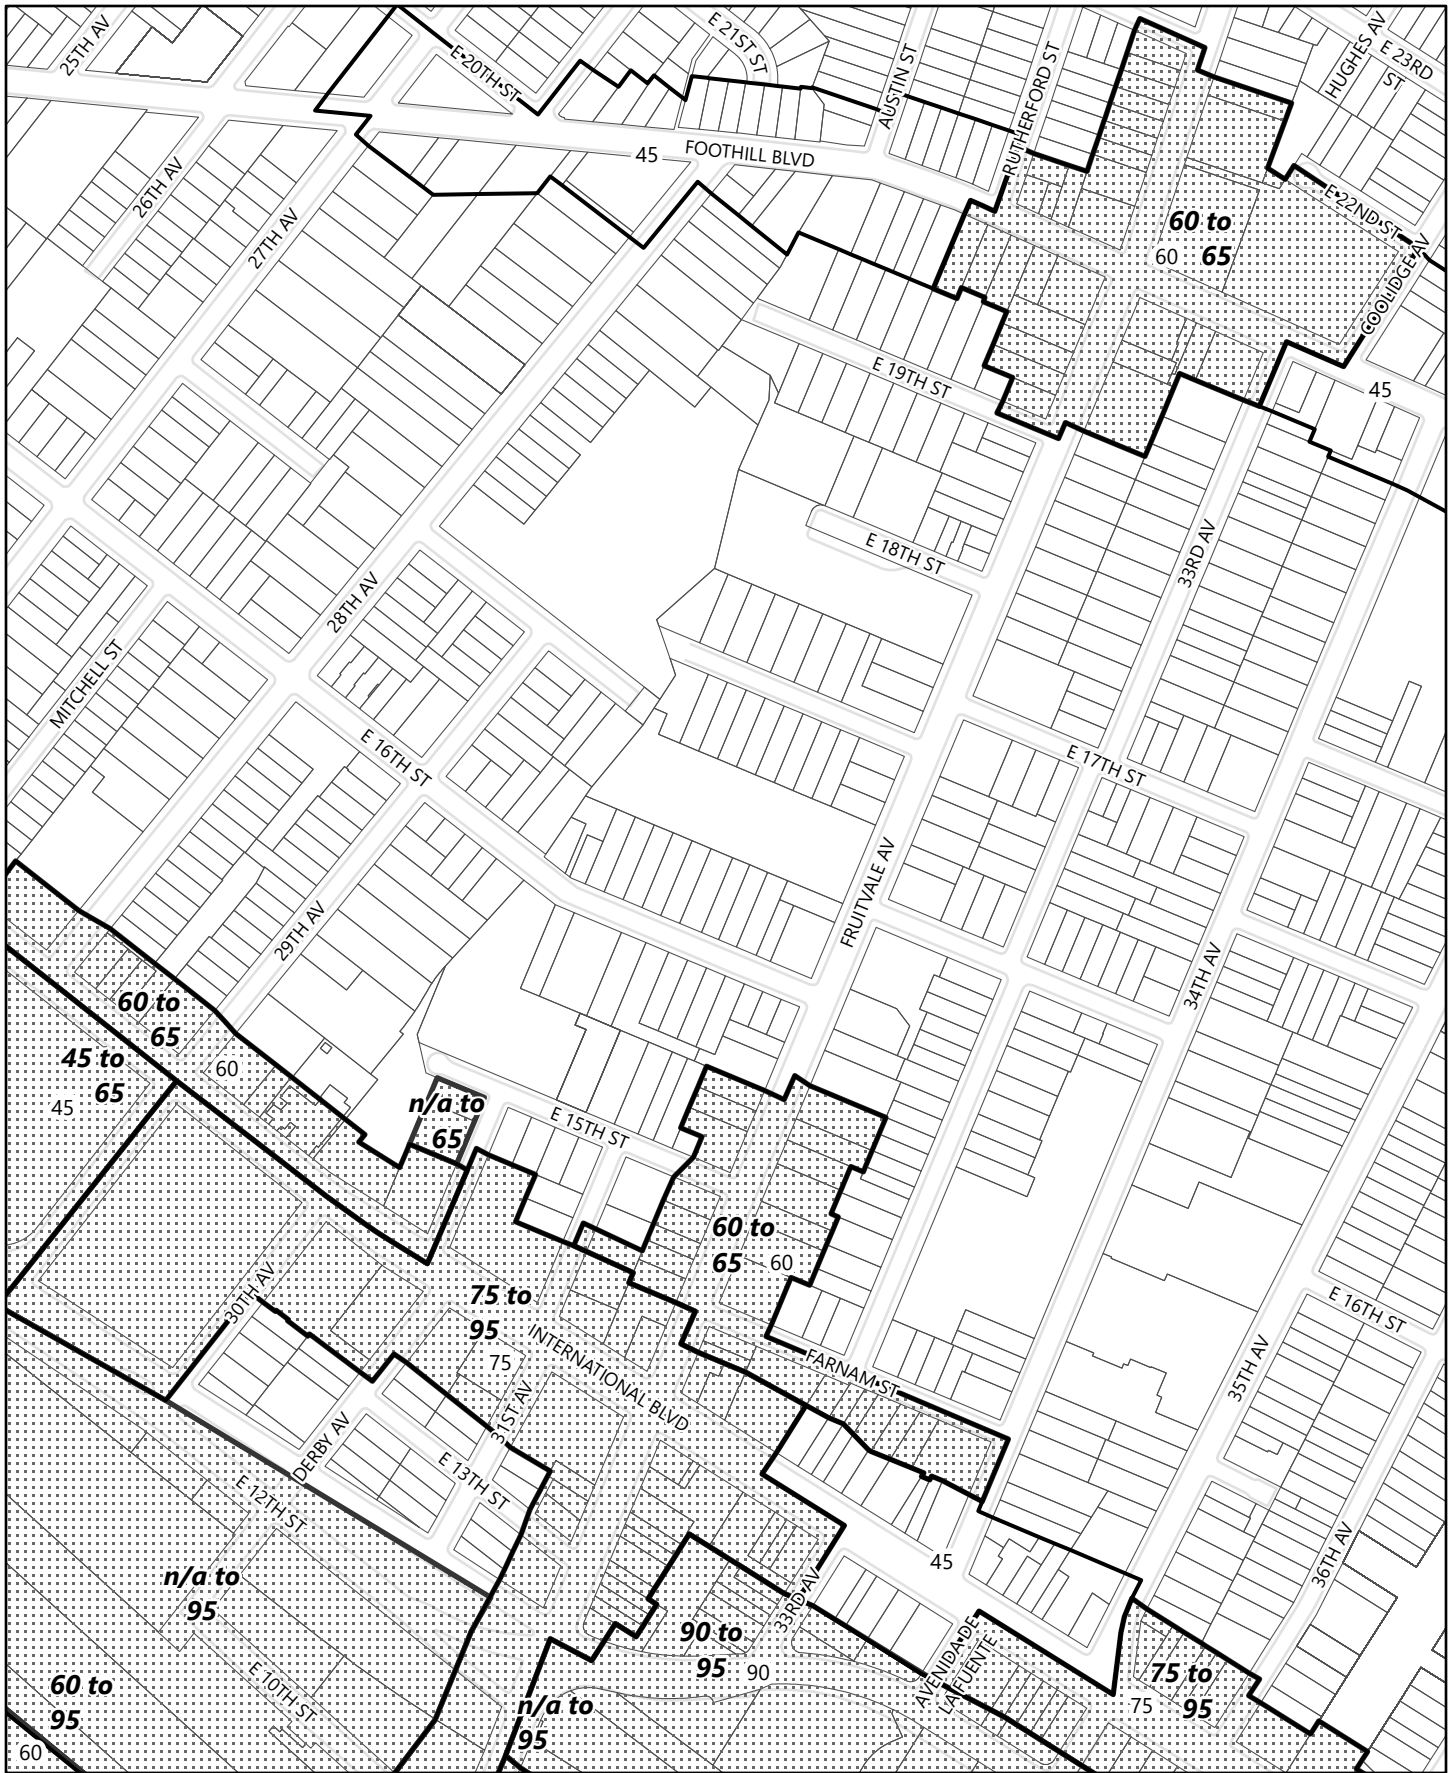 25TH AV
E 20TH ST
E 21ST ST
AUSTIN ST
RUTHERFORD ST
HUGHES AV
E 23RD
ST
45
FOOTHILL BLVD
26TH AV
27TH AV
E 22ND ST
60 to
65
60
COOLIDGE AV
E 19TH ST
45
E 18TH ST
33RD AV
28TH AV
MITCHELL ST
E 16TH ST
E 17TH ST
FRUITVALE AV
29TH AV
34TH AV
60 to
65
45 to
65
60
45
n/a to
65
E 15TH ST
60 to
65
60
30TH AV
75 to
95
75
INTERNATIONAL BLVD
E 16TH ST
FARNAM ST
35TH AV
31ST AV
DERBY AV
E 13TH ST
E 12TH ST
45
36TH AV
n/a to
95
33RD AV
90 to
95
90
AVENIDA DE
LA FUENTE
75 to
95
75
E 10TH ST
60 to
95
60
n/a to
95